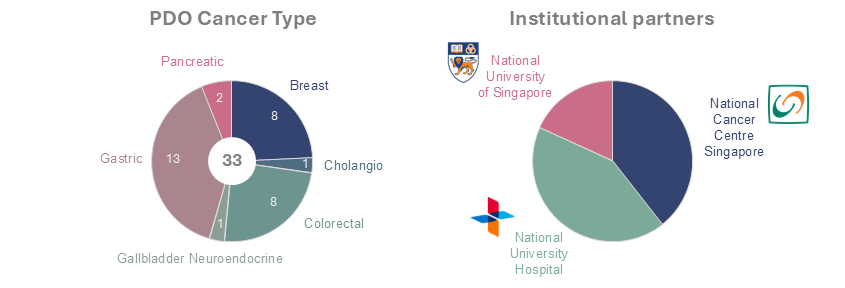 PDO Cancer Type
Pancreatic
2
Breast
8
Gastric
13
33
1
Cholangio
8
1
Colorectal
Gallbladder Neuroendocrine
Institutional partners
National
University
of Singapore
National
Cancer
Centre
Singapore
National
University
Hospital